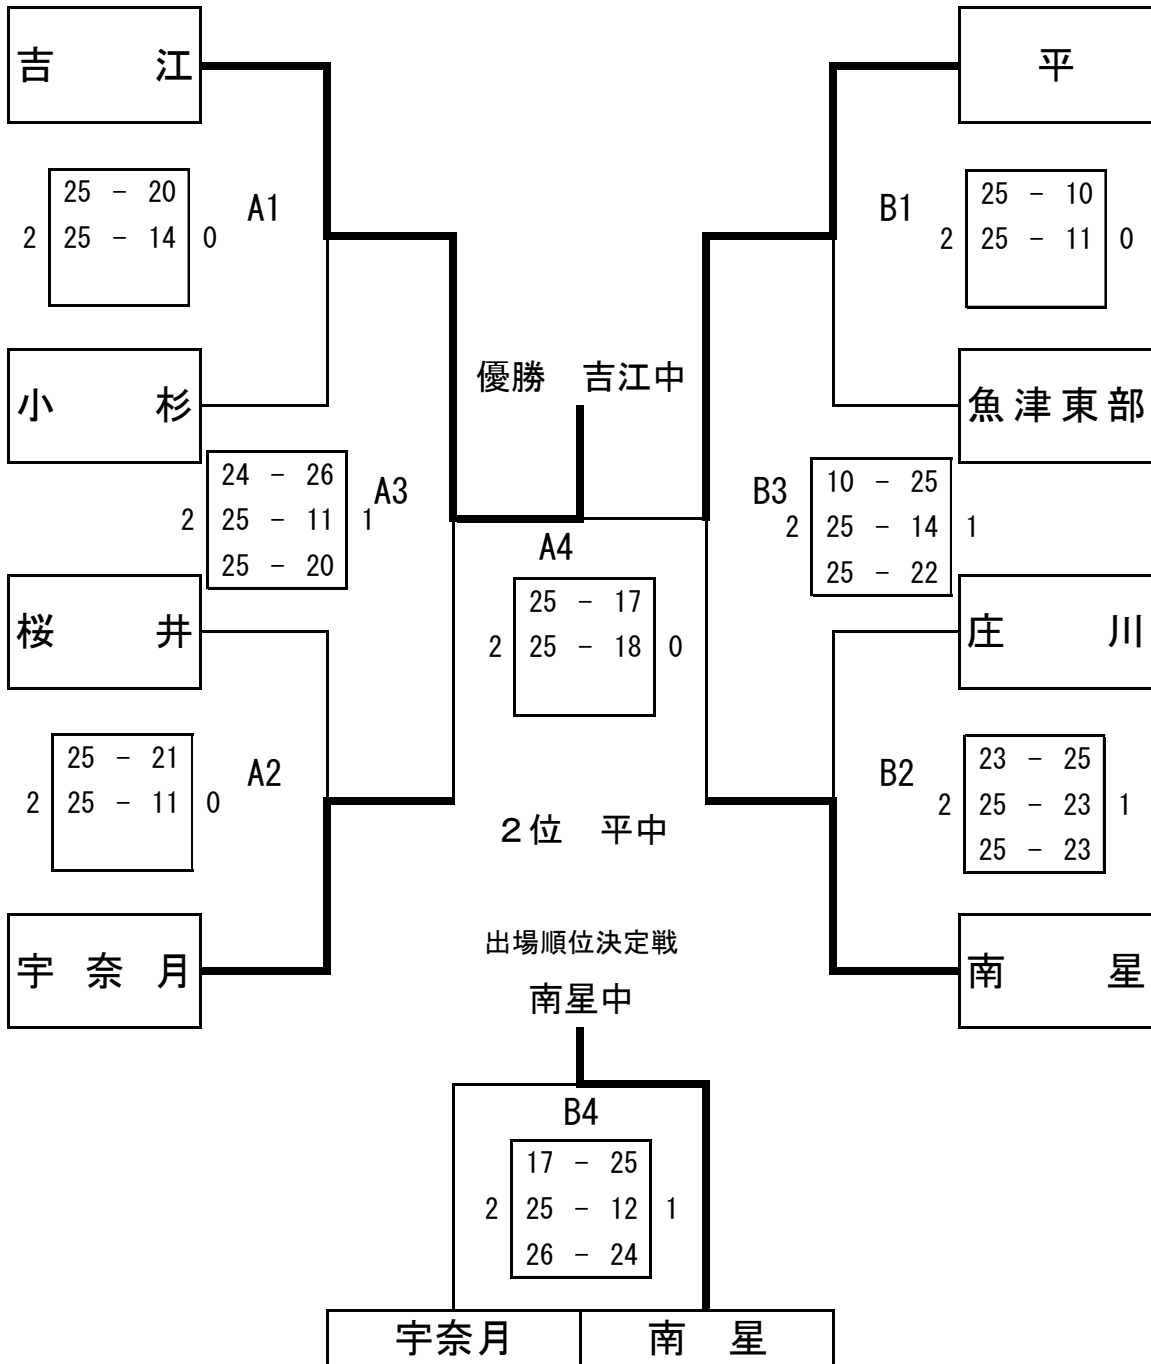 吉江
平
25 - 20
2 25 - 14 0
A1
B1
25 - 10
2 25 - 11 0
優勝 吉江中
小杉
魚津東部
24 - 26
2 25 - 11 1
25 - 20
A3
B3
10 - 25
2 25 - 14 1
25 - 22
A4
25 - 17
2 25 - 18 0
桜井
庄川
25 - 21
2 25 - 11 0
A2
B2
23 - 25
2 25 - 23 1
25 - 23
2位 平中
宇奈月
南星
出場順位決定戦
南星中
B4
17 - 25
2 25 - 12 1
26 - 24
宇奈月 南星